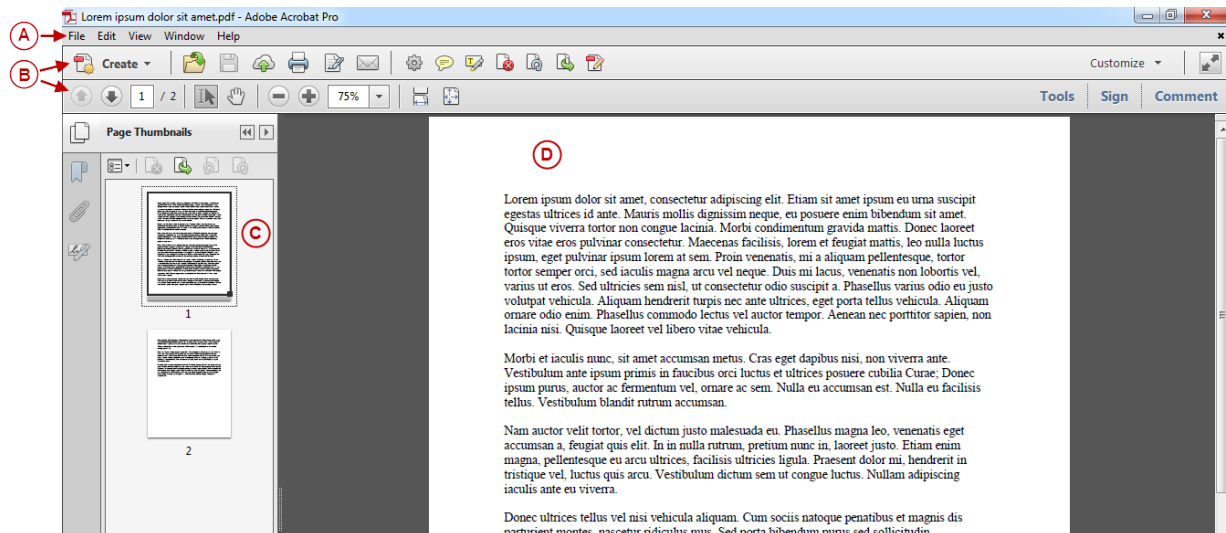 Lorem ipsum dolor sit amet.pdf - Adobe Acrobat Pro
A
File Edit View Window Help
B
Create
Customize
1 / 2
75%
Tools Sign Comment
Page Thumbnails
D
C
1
2
Lorem ipsum dolor sit amet, consectetur adipiscing elit. Etiam sit amet ipsum eu urna suscipit
egestas ultrices id ante. Mauris mollis dignissim neque, eu posuere enim bibendum sit amet.
Quisque viverra tortor non congue lacinia. Morbi condimentum gravida mattis. Donec laoreet
eros vitae eros pulvinar consectetur. Maecenas facilisis, lorem et feugiat mattis, leo nulla luctus
ipsum, eget pulvinar ipsum lorem at sem. Proin venenatis, mi a aliquam pellentesque, tortor
tortor semper orci, sed iaculis magna arcu vel neque. Duis mi lacus, venenatis non lobortis vel,
varius ut eros. Sed ultricies sem nisl, ut consectetur odio suscipit a. Phasellus varius odio eu justo
volutpat vehicula. Aliquam hendrerit turpis nec ante ultrices, eget porta tellus vehicula. Aliquam
ornare odio enim. Phasellus commodo lectus vel auctor tempor. Aenean nec porttitor sapien, non
lacinia nisi. Quisque laoreet vel libero vitae vehicula.
Morbi et iaculis nunc, sit amet accumsan metus. Cras eget dapibus nisi, non viverra ante.
Vestibulum ante ipsum primis in faucibus orci luctus et ultrices posuere cubilia Curae; Donec
ipsum purus, auctor ac fermentum vel, ornare ac sem. Nulla eu accumsan est. Nulla eu facilisis
tellus. Vestibulum blandit rutrum accumsan.
Nam auctor velit tortor, vel dictum justo malesuada eu. Phasellus magna leo, venenatis eget
accumsan a, feugiat quis elit. In in nulla rutrum, pretium nunc in, laoreet justo. Etiam enim
magna, pellentesque eu arcu ultrices, facilisis ultricies ligula. Praesent dolor mi, hendrerit in
tristique vel, luctus quis arcu. Vestibulum dictum sem ut congue luctus. Nullam adipiscing
iaculis ante eu viverra.
Donec ultrices tellus vel nisi vehicula aliquam. Cum sociis natoque penatibus et magnis dis
parturient montes, nascetur ridiculus mus. Sed porta bibendum purus sed sollicitudin